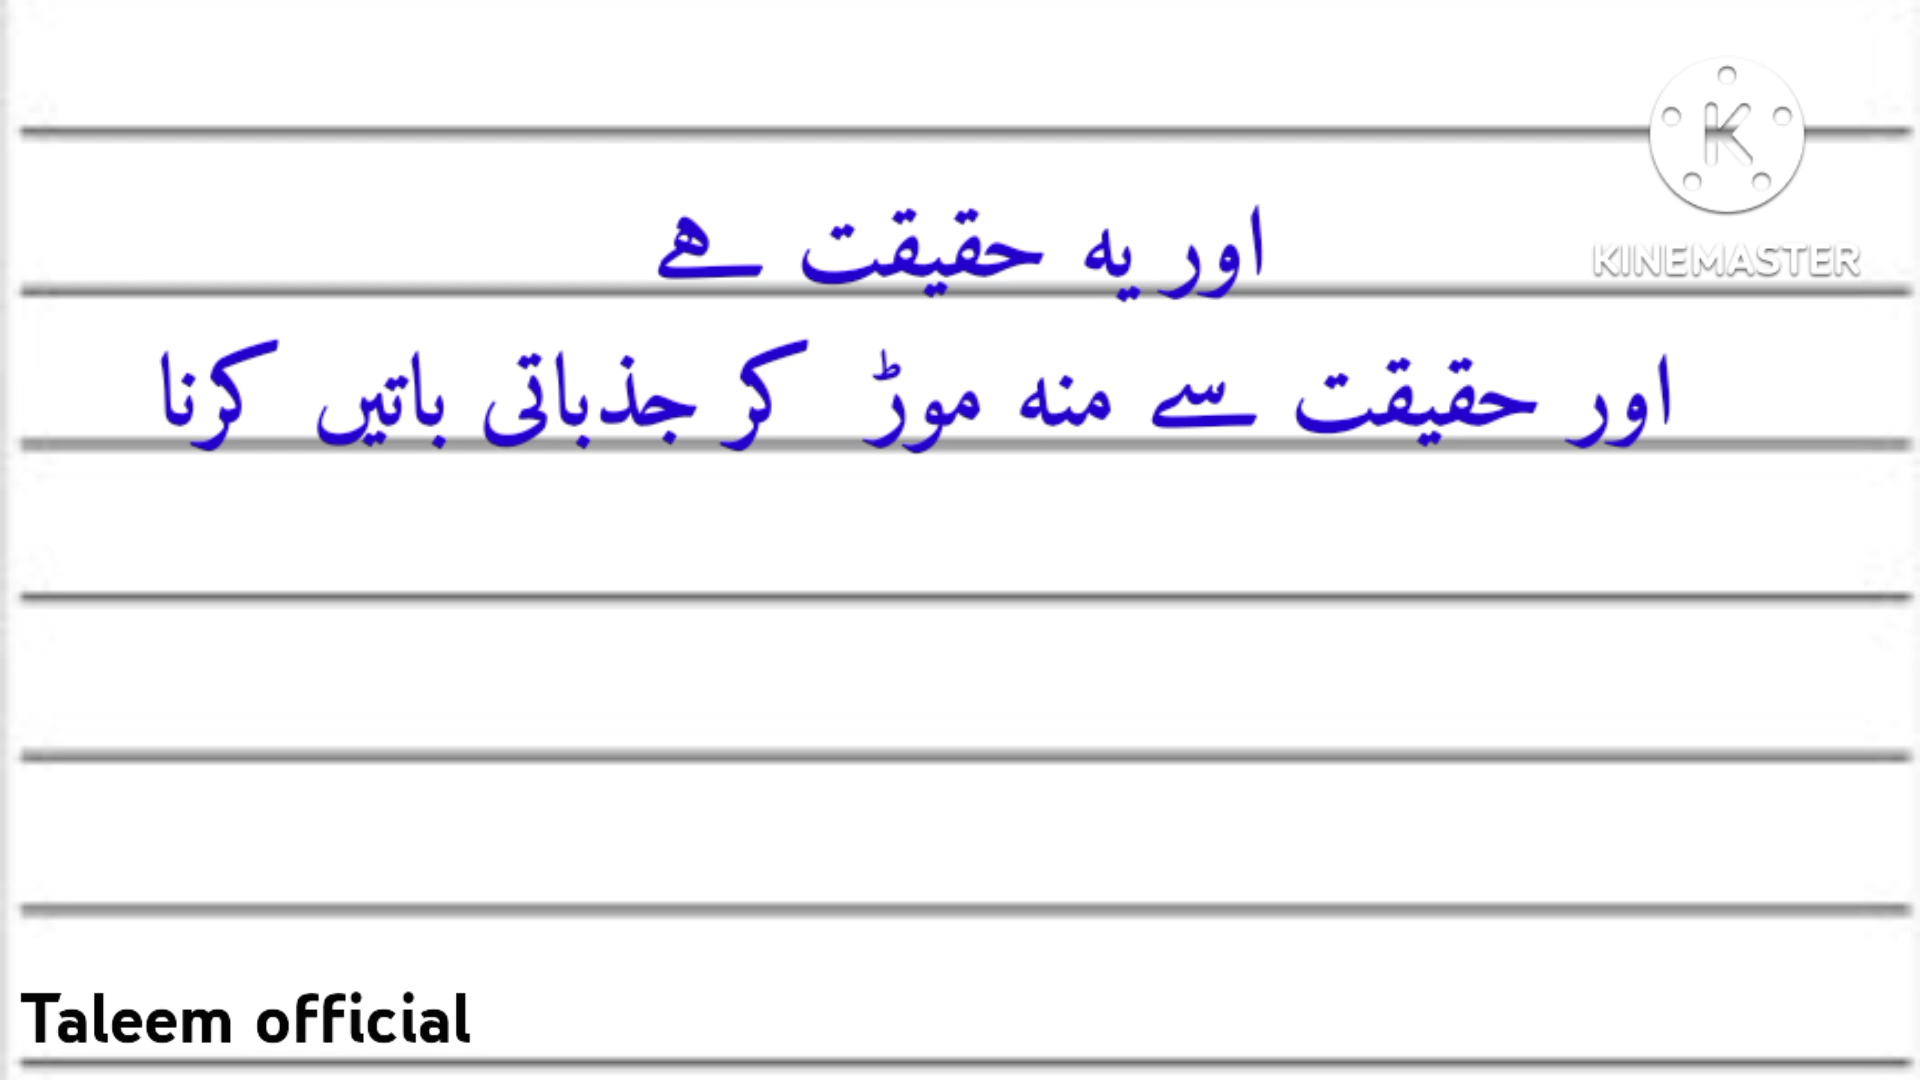 KINEMASTER
اور یہ حقیقت ہے
اور حقیقت سے منہ موڑ کر جذباتی باتیں کرنا
Taleem official